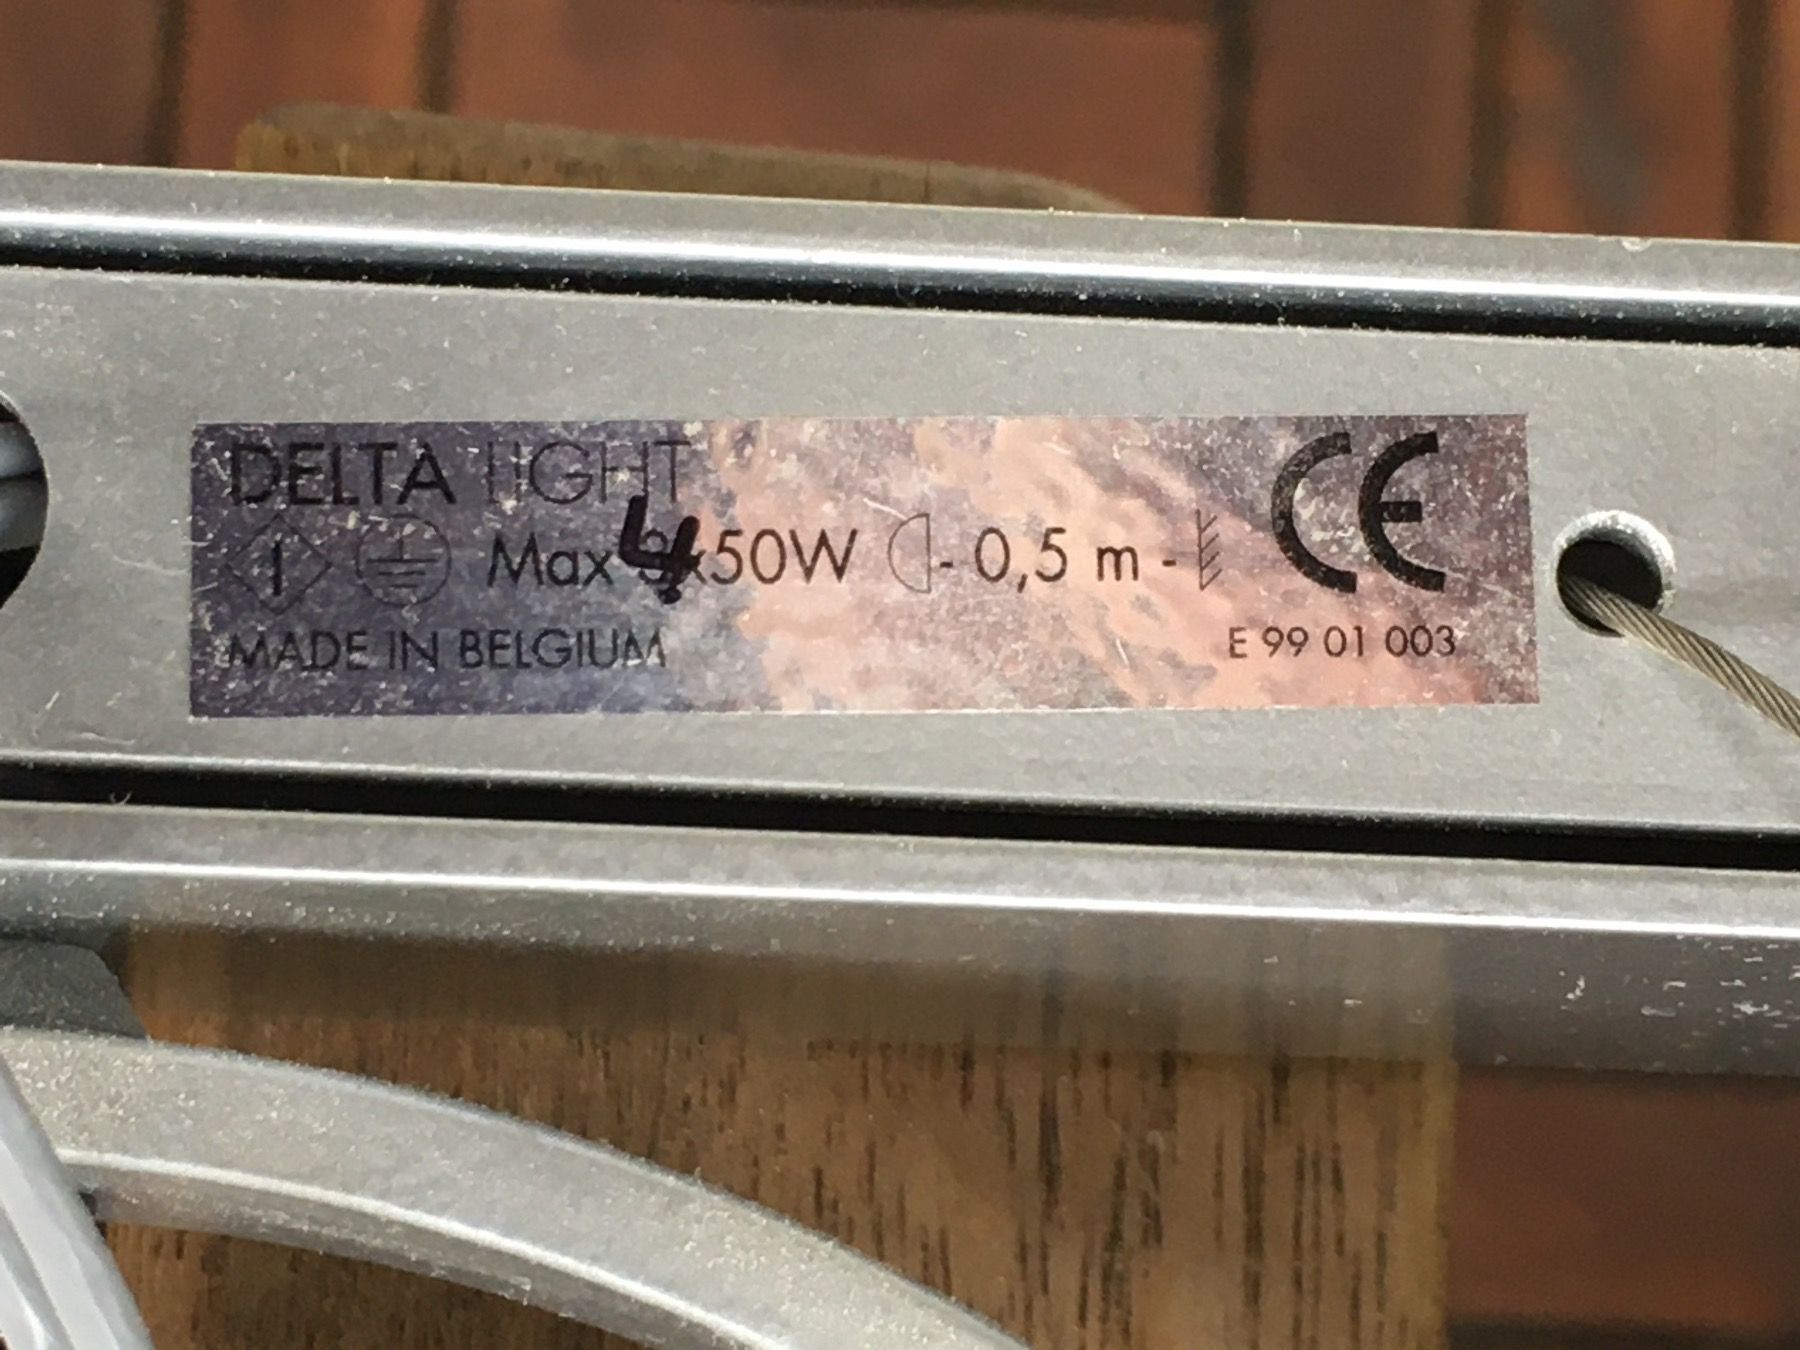 DELTA LIGHT CE
I Max 4x50W - 0,5 m -
MADE IN BELGIUM E 99 01 003